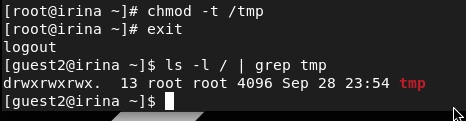 [root@irina ~]# chmod -t /tmp
[root@irina ~]# exit
logout
[guest2@irina ~]$ ls -l / | grep tmp
drwxrwxrwx.  13 root root 4096 Sep 28 23:54 tmp
[guest2@irina ~]$